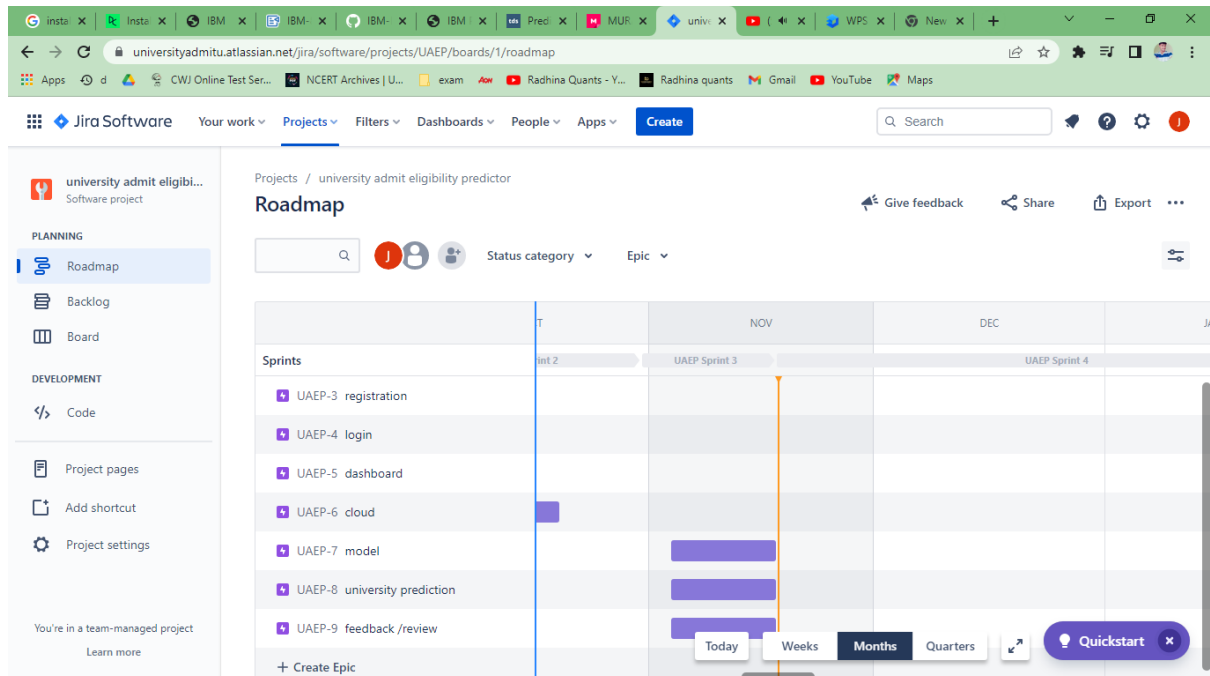 insta
Insta
IBM
IBM-
IBM-
IBM
Predi
MUR
unive
(
WPS
New
universityadmitu.atlassian.net/jira/software/projects/UAEP/boards/1/roadmap
Apps
d
CWJ Online Test Ser...
NCERT Archives | U...
exam
AON
Radhina Quants - Y...
Radhina quants
Gmail
YouTube
Maps
Jira Software
Your work
Projects
Filters
Dashboards
People
Apps
Create
Search
J
university admit eligibi...
Software project
Projects / university admit eligibility predictor
Roadmap
Give feedback
Share
Export
PLANNING
Roadmap
Backlog
Board
DEVELOPMENT
Code
Project pages
Add shortcut
Project settings
You're in a team-managed project
Learn more
J
Status category
Epic
T
NOV
DEC
JA
Sprints
int 2
UAEP Sprint 3
UAEP Sprint 4
UAEP-3 registration
UAEP-4 login
UAEP-5 dashboard
UAEP-6 cloud
UAEP-7 model
UAEP-8 university prediction
UAEP-9 feedback /review
+ Create Epic
Today
Weeks
Months
Quarters
Quickstart